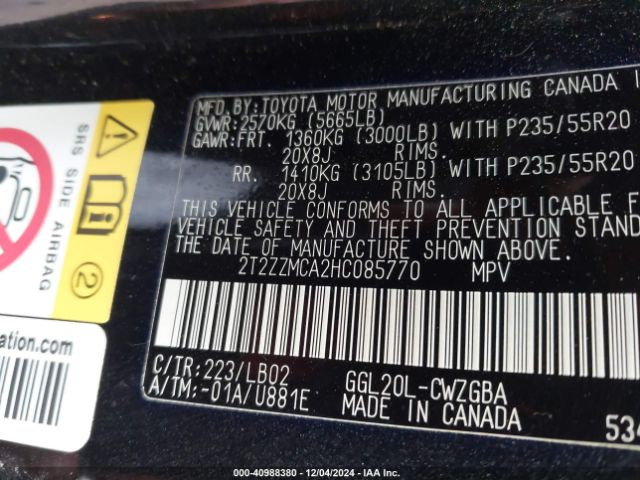 MFD.BY:TOYOTA MOTOR MANUFACTURING CANADA
GVWR:2570KG (5665LB)
GAWR:FRT. 1360KG (3000LB) WITH P235/55R20
20X8J RIMS.
RR. 1410KG (3105LB) WITH P235/55R20
20X8J RIMS.
THIS VEHICLE CONFORMS TO ALL APPLICABLE F
VEHICLE SAFETY AND THEFT PREVENTION STAND
THE DATE OF MANUFACTURE SHOWN ABOVE.
2T2ZZMCA2HC085770 MPV
C/TR:223/LB02 GGL20L-CWZGBA
A/TM:-01A/U881E MADE IN CANADA
534
SRS SIDE AIRBAG
2
ation.com
000-40988380 - 12/04/2024 - IAA Inc.